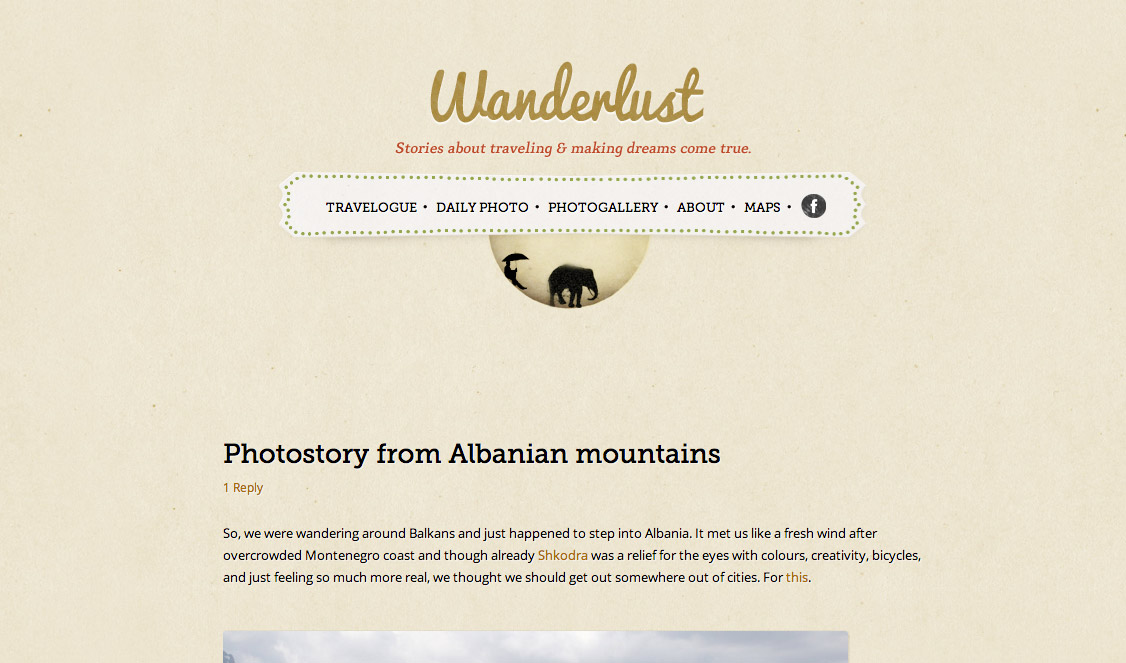 Wanderlust
Stories about traveling & making dreams come true.
TRAVELOGUE • DAILY PHOTO • PHOTOGALLERY • ABOUT • MAPS • f
Photostory from Albanian mountains
1 Reply
So, we were wandering around Balkans and just happened to step into Albania. It met us like a fresh wind after
overcrowded Montenegro coast and though already Shkodra was a relief for the eyes with colours, creativity, bicycles,
and just feeling so much more real, we thought we should get out somewhere out of cities. For this.